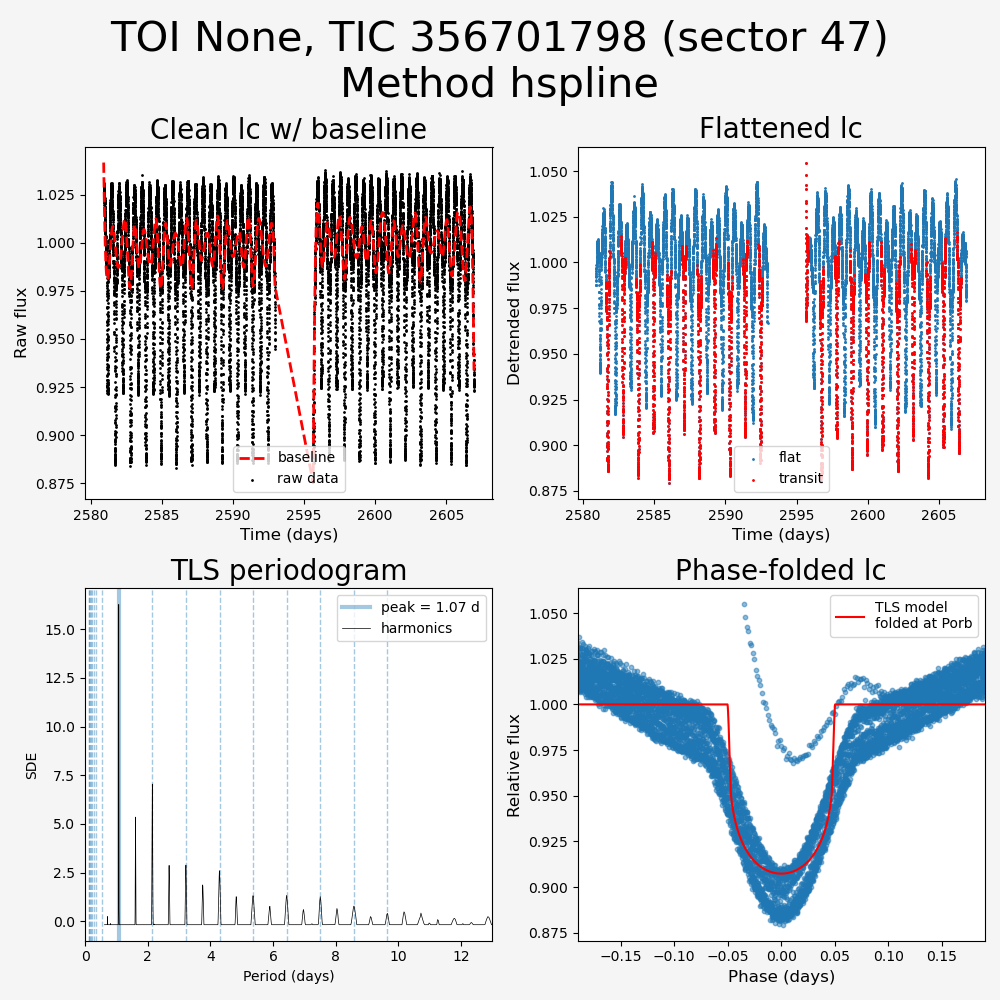 TOI None, TIC 356701798 (sector 47)
Method hspline
Clean lc w/ baseline
Raw flux
1.025
1.000
0.975
0.950
0.925
0.900
0.875
baseline
raw data
2580
2585
2590
2595
2600
2605
Time (days)
Flattened lc
Detrended flux
1.050
1.025
1.000
0.975
0.950
0.925
0.900
0.875
flat
transit
2580
2585
2590
2595
2600
2605
Time (days)
TLS periodogram
SDE
15.0
12.5
10.0
7.5
5.0
2.5
0.0
peak = 1.07 d
harmonics
0
2
4
6
8
10
12
Period (days)
Phase-folded lc
Relative flux
1.050
1.025
1.000
0.975
0.950
0.925
0.900
0.875
TLS model
folded at Porb
−0.15
−0.10
−0.05
0.00
0.05
0.10
0.15
Phase (days)